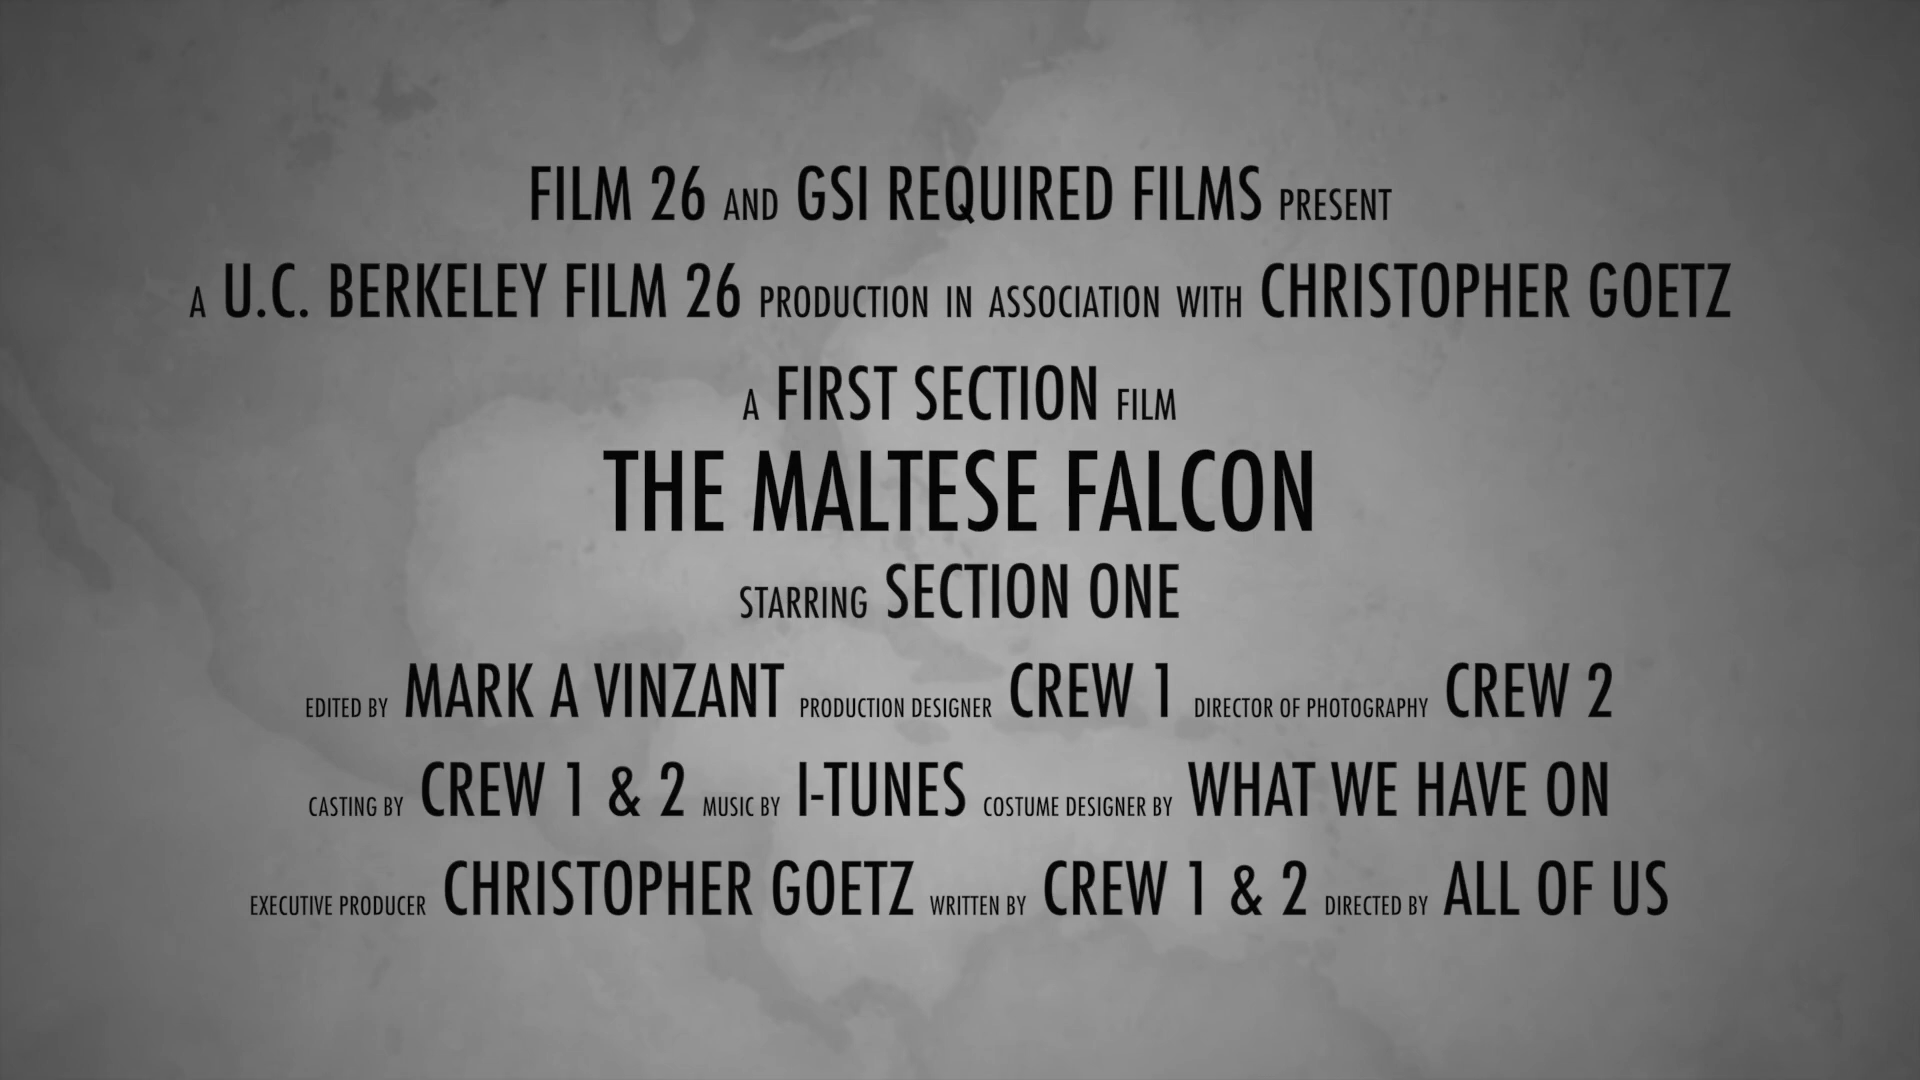 FILM 26 AND GSI REQUIRED FILMS PRESENT
A U.C. BERKELEY FILM 26 PRODUCTION IN ASSOCIATION WITH CHRISTOPHER GOETZ
A FIRST SECTION FILM
THE MALTESE FALCON
STARRING SECTION ONE
EDITED BY MARK A VINZANT PRODUCTION DESIGNER CREW 1 DIRECTOR OF PHOTOGRAPHY CREW 2
CASTING BY CREW 1 & 2 MUSIC BY I-TUNES COSTUME DESIGNER BY WHAT WE HAVE ON
EXECUTIVE PRODUCER CHRISTOPHER GOETZ WRITTEN BY CREW 1 & 2 DIRECTED BY ALL OF US